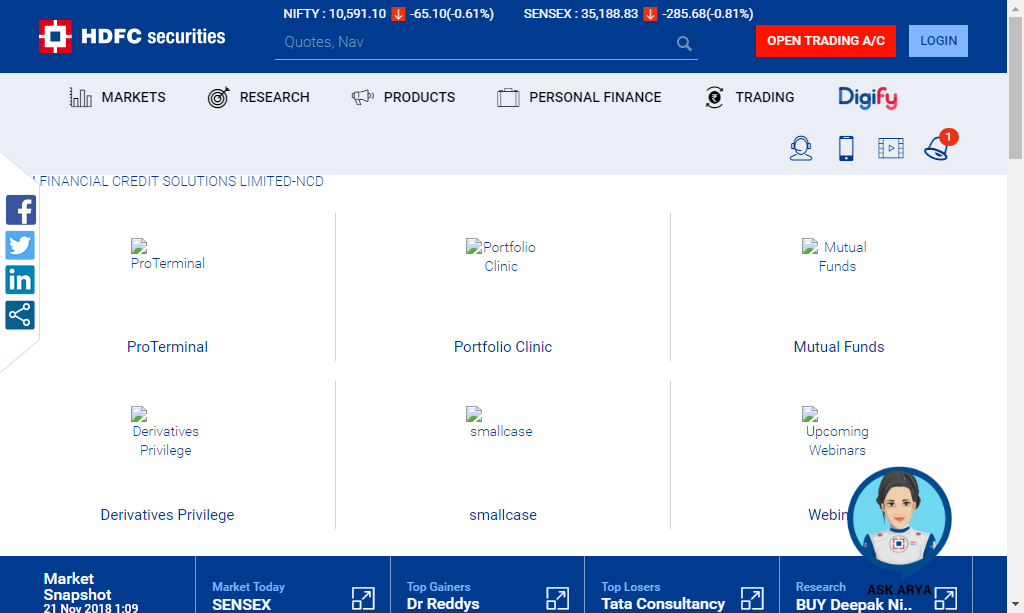 NIFTY : 10,591.10 -65.10(-0.61%) SENSEX : 35,188.83 -285.68(-0.81%)
HDFC securities
Quotes, Nav
OPEN TRADING A/C
LOGIN
MARKETS RESEARCH PRODUCTS PERSONAL FINANCE TRADING Digify
1
FINANCIAL CREDIT SOLUTIONS LIMITED-NCD
f
in
ProTerminal
ProTerminal
Portfolio
Clinic
Portfolio Clinic
Mutual
Funds
Mutual Funds
Derivatives
Privilege
Derivatives Privilege
smallcase
smallcase
Upcoming
Webinars
Webin
ASK ARYA
Market
Snapshot
21 Nov 2018 1:09
Market Today
SENSEX
Top Gainers
Dr Reddys
Top Losers
Tata Consultancy
Research
BUY Deepak Ni..